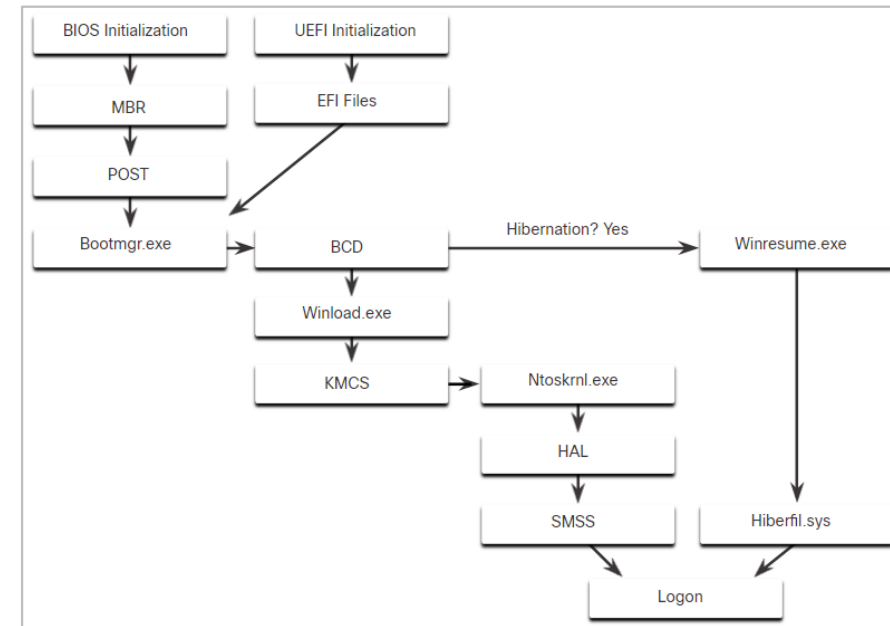 BIOS Initialization
UEFI Initialization
MBR
EFI Files
POST
Bootmgr.exe
BCD
Hibernation? Yes
Winresume.exe
Winload.exe
KMCS
Ntoskrnl.exe
HAL
SMSS
Hiberfil.sys
Logon